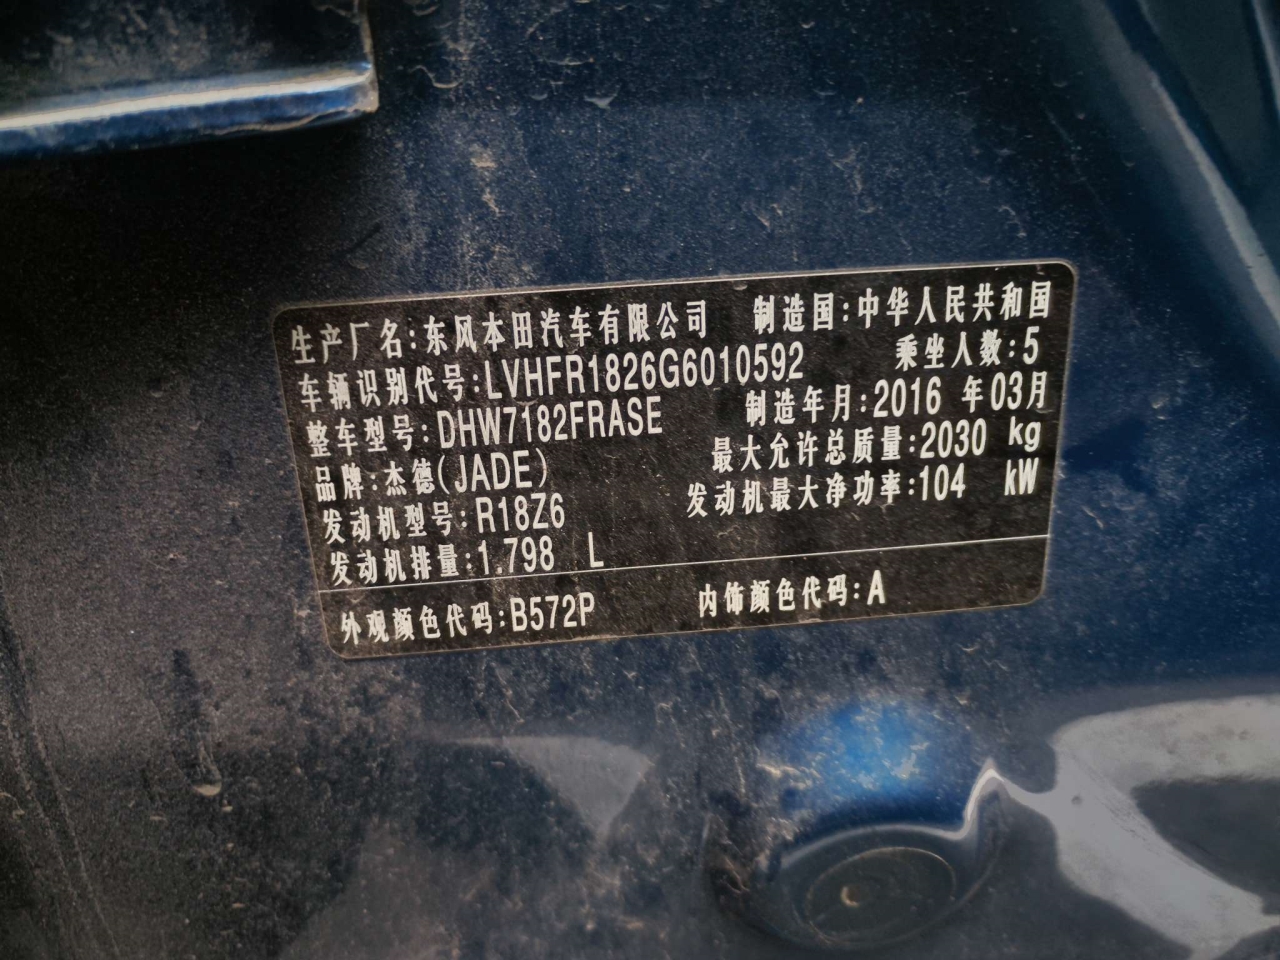 生产厂名:东风本田汽车有限公司 制造国:中华人民共和国
车辆识别代号:LVHFR1826G6010592 乘坐人数:5
整车型号:DHW7182FRASE 制造年月:2016 年03月
品牌:杰德(JADE) 最大允许总质量:2030 kg
发动机型号:R18Z6 发动机最大净功率:104 kW
发动机排量:1.798 L
外观颜色代码:B572P 内饰颜色代码:A